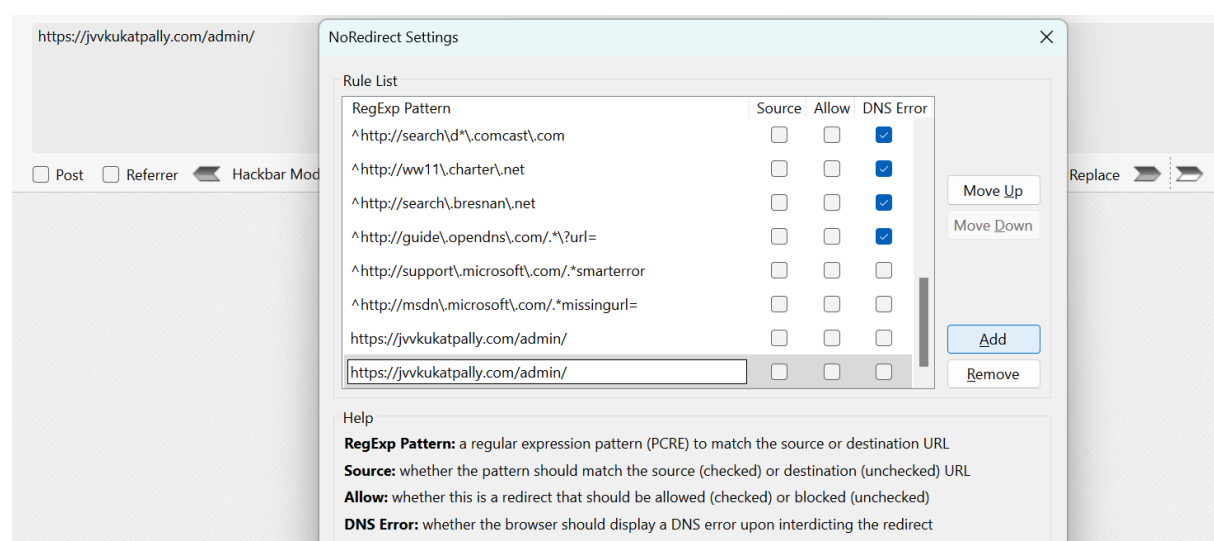 https://jvvkukatpally.com/admin/
NoRedirect Settings
Rule List
RegExp Pattern Source Allow DNS Error
^http://search\d*\.comcast\.com
^http://ww11\.charter\.net
^http://search\.bresnan\.net
^http://guide\.opendns\.com/.*\?url=
^http://support\.microsoft\.com/.*smarterror
^http://msdn\.microsoft\.com/.*missingurl=
https://jvvkukatpally.com/admin/
https://jvvkukatpally.com/admin/
Move Up
Move Down
Add
Remove
Post Referrer Hackbar Mod
Replace
Help
RegExp Pattern: a regular expression pattern (PCRE) to match the source or destination URL
Source: whether the pattern should match the source (checked) or destination (unchecked) URL
Allow: whether this is a redirect that should be allowed (checked) or blocked (unchecked)
DNS Error: whether the browser should display a DNS error upon interdicting the redirect